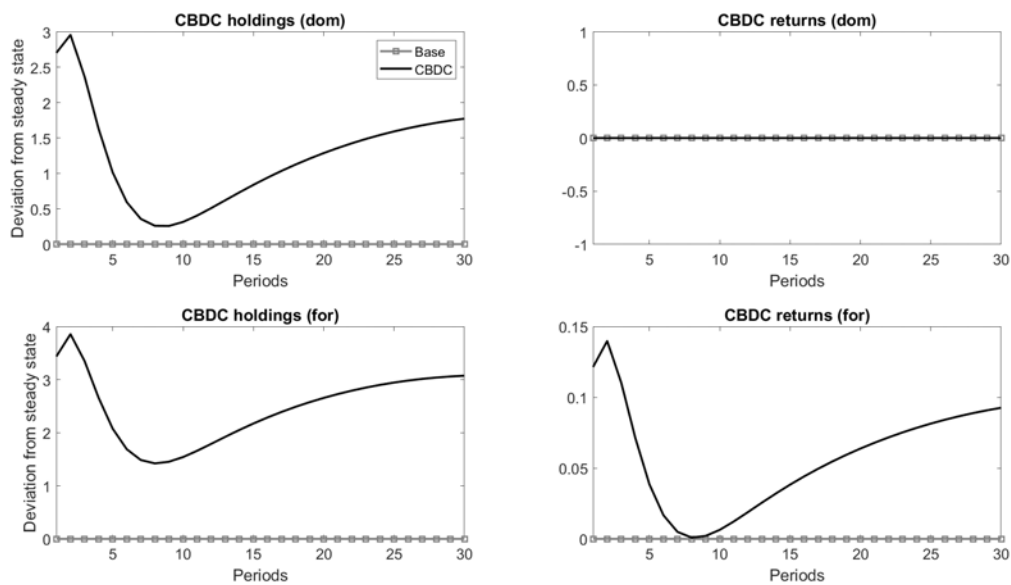 CBDC holdings (dom)
Deviation from steady state
3
2.5
2
1.5
1
0.5
0
Base
CBDC
5 10 15 20 25 30
Periods
CBDC returns (dom)
1
0.5
0
-0.5
-1
5 10 15 20 25 30
Periods
CBDC holdings (for)
Deviation from steady state
4
3
2
1
0
5 10 15 20 25 30
Periods
CBDC returns (for)
0.15
0.1
0.05
0
5 10 15 20 25 30
Periods